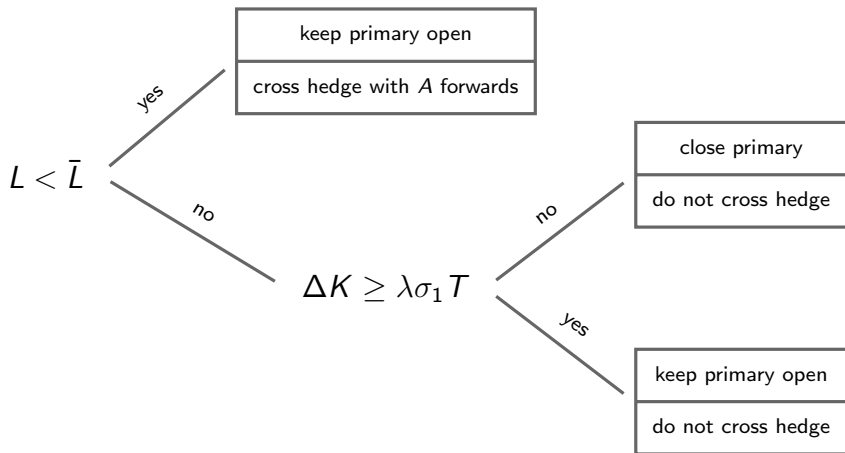 keep primary open
cross hedge with A forwards
yes
L < L̄
no
close primary
do not cross hedge
no
ΔK ≥ λσ₁T
yes
keep primary open
do not cross hedge